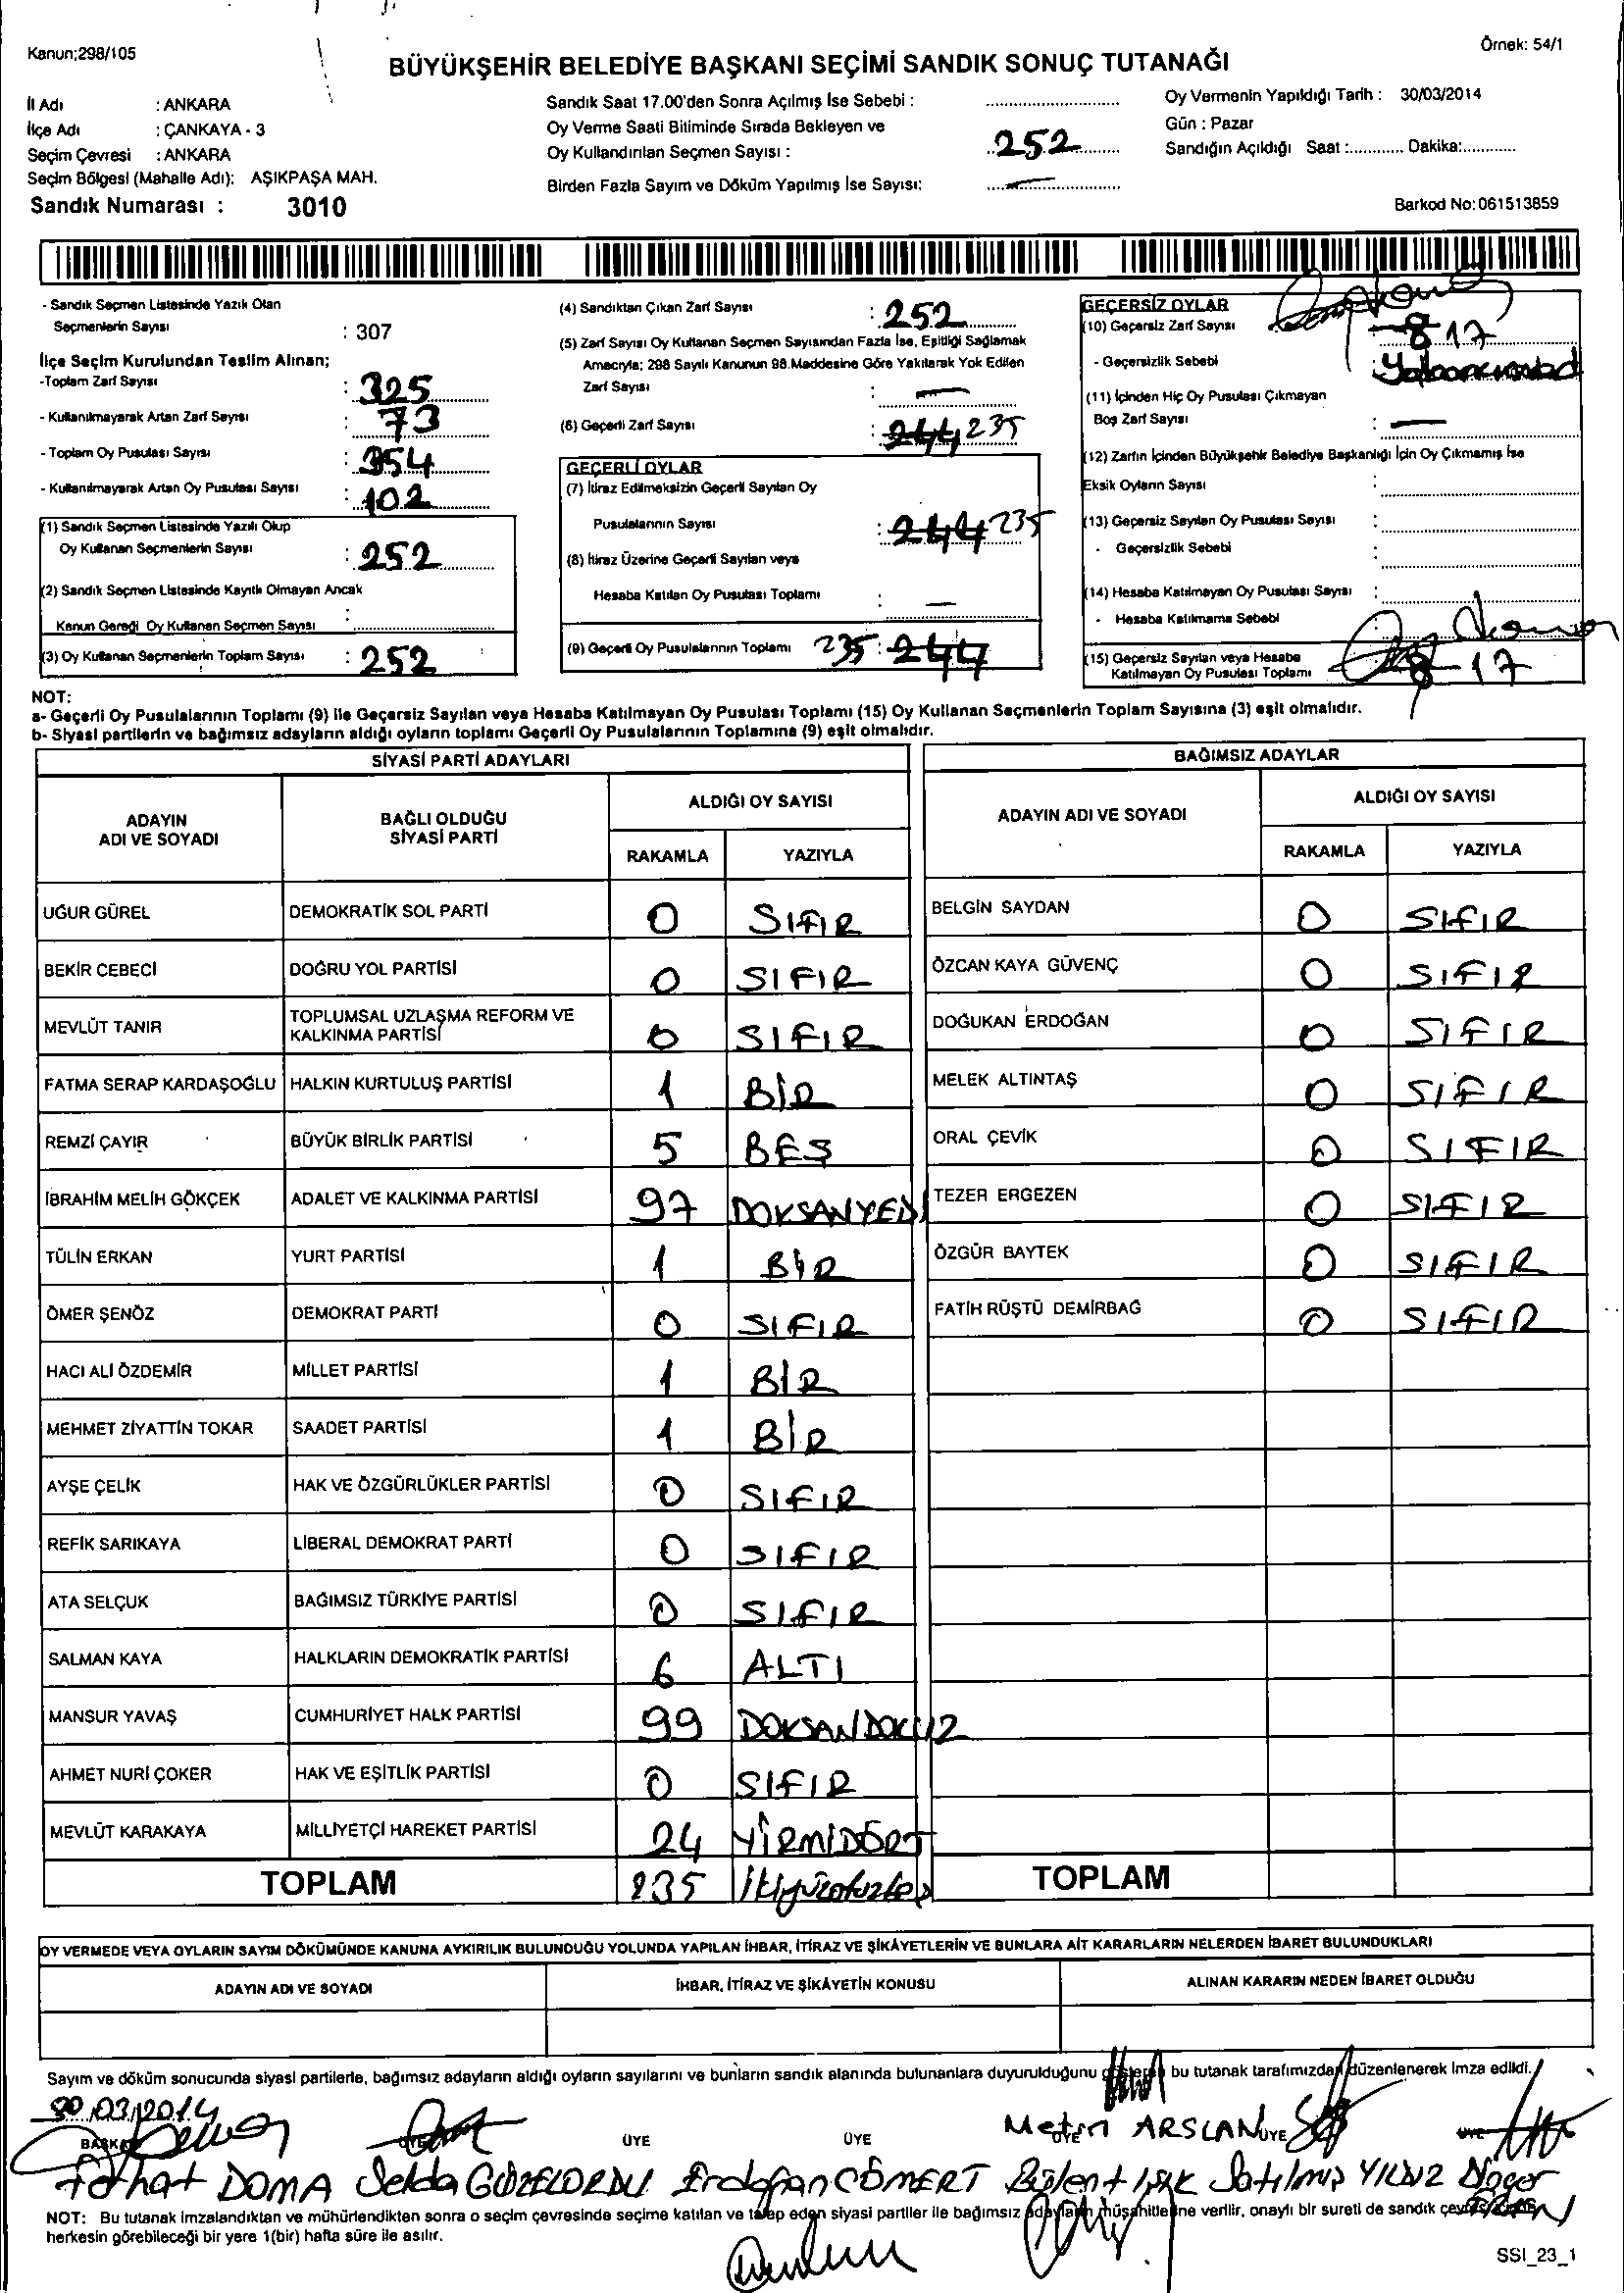 Kanun;298/105
Örnek: 54/1
BÜYÜKŞEHİR BELEDİYE BAŞKANI SEÇİMİ SANDIK SONUÇ TUTANAĞI
İl Adı : ANKARA
İlçe Adı : ÇANKAYA - 3
Seçim Çevresi : ANKARA
Seçim Bölgesi (Mahalle Adı): AŞIKPAŞA MAH.
Sandık Numarası : 3010
Sandık Saat 17.00'den Sonra Açılmış İse Sebebi :
Oy Verme Saati Bitiminde Sırada Bekleyen ve
Oy Kullandırılan Seçmen Sayısı : 252
Birden Fazla Sayım ve Döküm Yapılmış İse Sayısı: —
Oy Vermenin Yapıldığı Tarih : 30/03/2014
Gün : Pazar
Sandığın Açıldığı Saat :............ Dakika:............
Barkod No:061513859
- Sandık Seçmen Listesinde Yazılı Olan
Seçmenlerin Sayısı : 307
İlçe Seçim Kurulundan Teslim Alınan;
-Toplam Zarf Sayısı : 325
- Kullanılmayarak Artan Zarf Sayısı : 73
- Toplam Oy Pusulası Sayısı : 354
- Kullanılmayarak Artan Oy Pusulası Sayısı : 102
(1) Sandık Seçmen Listesinde Yazılı Olup
Oy Kullanan Seçmenlerin Sayısı : 252
(2) Sandık Seçmen Listesinde Kayıtlı Olmayan Ancak
Kanun Gereği Oy Kullanan Seçmen Sayısı :
(3) Oy Kullanan Seçmenlerin Toplam Sayısı : 252
(4) Sandıktan Çıkan Zarf Sayısı : 252
(5) Zarf Sayısı Oy Kullanan Seçmen Sayısından Fazla İse, Eşitliği Sağlamak
Amacıyla; 298 Sayılı Kanunun 98.Maddesine Göre Yakılarak Yok Edilen
Zarf Sayısı : —
(6) Geçerli Zarf Sayısı : 244 235
GEÇERLİ OYLAR
(7) İtiraz Edilmeksizin Geçerli Sayılan Oy
Pusulalarının Sayısı : 244 235
(8) İtiraz Üzerine Geçerli Sayılan veya
Hesaba Katılan Oy Pusulası Toplamı : —
(9) Geçerli Oy Pusulalarının Toplamı 235 : 244
GEÇERSİZ OYLAR
(10) Geçersiz Zarf Sayısı 8 17
- Geçersizlik Sebebi
(11) İçinden Hiç Oy Pusulası Çıkmayan
Boş Zarf Sayısı : —
(12) Zarfın İçinden Büyükşehir Belediye Başkanlığı İçin Oy Çıkmamış İse
Eksik Oyların Sayısı :
(13) Geçersiz Sayılan Oy Pusulası Sayısı :
- Geçersizlik Sebebi :
(14) Hesaba Katılmayan Oy Pusulası Sayısı :
- Hesaba Katılmama Sebebi :
(15) Geçersiz Sayılan veya Hesaba
Katılmayan Oy Pusulası Toplamı 8 17
NOT:
a- Geçerli Oy Pusulalarının Toplamı (9) ile Geçersiz Sayılan veya Hesaba Katılmayan Oy Pusulası Toplamı (15) Oy Kullanan Seçmenlerin Toplam Sayısına (3) eşit olmalıdır.
b- Siyasi partilerin ve bağımsız adayların aldığı oyların toplamı Geçerli Oy Pusulalarının Toplamına (9) eşit olmalıdır.
SİYASİ PARTİ ADAYLARI
ADAYIN ADI VE SOYADI BAĞLI OLDUĞU SİYASİ PARTİ ALDIĞI OY SAYISI
RAKAMLA YAZIYLA
UĞUR GÜREL DEMOKRATİK SOL PARTİ 0 SIFIR
BEKİR CEBECİ DOĞRU YOL PARTİSİ 0 SIFIR
MEVLÜT TANIR TOPLUMSAL UZLAŞMA REFORM VE KALKINMA PARTİSİ 0 SIFIR
FATMA SERAP KARDAŞOĞLU HALKIN KURTULUŞ PARTİSİ 1 BİR
REMZİ ÇAYIR BÜYÜK BİRLİK PARTİSİ 5 BEŞ
İBRAHİM MELİH GÖKÇEK ADALET VE KALKINMA PARTİSİ 97 DOKSANYEDİ
TÜLİN ERKAN YURT PARTİSİ 1 BİR
ÖMER ŞENÖZ DEMOKRAT PARTİ 0 SIFIR
HACI ALİ ÖZDEMİR MİLLET PARTİSİ 1 BİR
MEHMET ZİYATTİN TOKAR SAADET PARTİSİ 1 BİR
AYŞE ÇELİK HAK VE ÖZGÜRLÜKLER PARTİSİ 0 SIFIR
REFİK SARIKAYA LİBERAL DEMOKRAT PARTİ 0 SIFIR
ATA SELÇUK BAĞIMSIZ TÜRKİYE PARTİSİ 0 SIFIR
SALMAN KAYA HALKLARIN DEMOKRATİK PARTİSİ 6 ALTI
MANSUR YAVAŞ CUMHURİYET HALK PARTİSİ 99 DOKSANDOKUZ
AHMET NURİ ÇOKER HAK VE EŞİTLİK PARTİSİ 0 SIFIR
MEVLÜT KARAKAYA MİLLİYETÇİ HAREKET PARTİSİ 24 YİRMİDÖRT
TOPLAM 235 İkiyüzotuzbeş
BAĞIMSIZ ADAYLAR
ADAYIN ADI VE SOYADI ALDIĞI OY SAYISI
RAKAMLA YAZIYLA
BELGİN SAYDAN 0 SIFIR
ÖZCAN KAYA GÜVENÇ 0 SIFIR
DOĞUKAN ERDOĞAN 0 SIFIR
MELEK ALTINTAŞ 0 SIFIR
ORAL ÇEVİK 0 SIFIR
TEZER ERGEZEN 0 SIFIR
ÖZGÜR BAYTEK 0 SIFIR
FATİH RÜŞTÜ DEMİRBAĞ 0 SIFIR
TOPLAM
OY VERMEDE VEYA OYLARIN SAYIM DÖKÜMÜNDE KANUNA AYKIRILIK BULUNDUĞU YOLUNDA YAPILAN İHBAR, İTİRAZ VE ŞİKÂYETLERİN VE BUNLARA AİT KARARLARIN NELERDEN İBARET BULUNDUKLARI
ADAYIN ADI VE SOYADI İHBAR, İTİRAZ VE ŞİKÂYETİN KONUSU ALINAN KARARIN NEDEN İBARET OLDUĞU
Sayım ve döküm sonucunda siyasi partilerle, bağımsız adayların aldığı oyların sayılarını ve bunların sandık alanında bulunanlara duyurulduğunu gösteren bu tutanak tarafımızdan düzenlenerek imza edildi.
30.03/2014
BAŞKAN ÜYE ÜYE ÜYE ÜYE ÜYE ÜYE
Metin ARSLAN
DOMA Selda GÜZELORDU Erdoğan CÖMERT Bülent IŞIK Satılmış YILDIZ
NOT: Bu tutanak imzalandıktan ve mühürlendikten sonra o seçim çevresinde seçime katılan ve talep eden siyasi partiler ile bağımsız adayların müşahitlerine verilir, onaylı bir sureti de sandık
herkesin görebileceği bir yere 1(bir) hafta süre ile asılır.
SSI_23_1